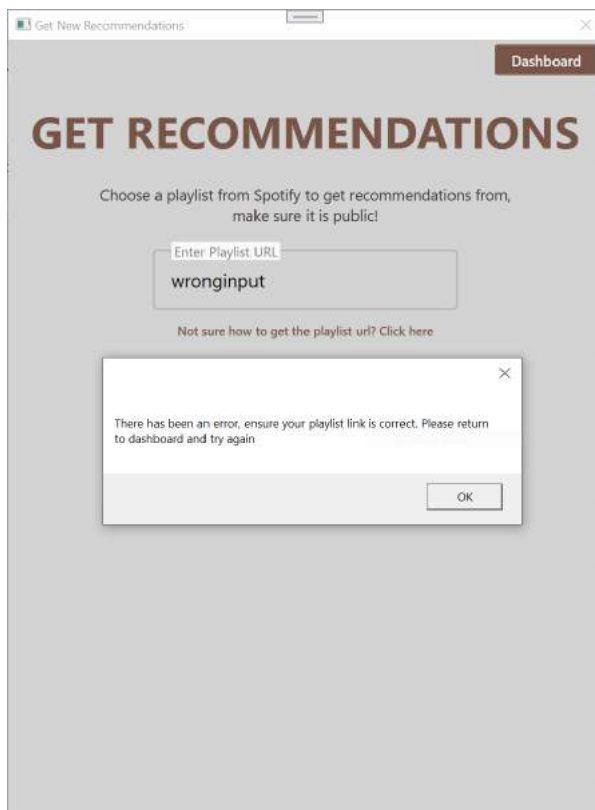 Get New Recommendations
Dashboard
GET RECOMMENDATIONS
Choose a playlist from Spotify to get recommendations from,
make sure it is public!
Enter Playlist URL
wronginput
Not sure how to get the playlist url? Click here
There has been an error, ensure your playlist link is correct. Please return
to dashboard and try again
OK